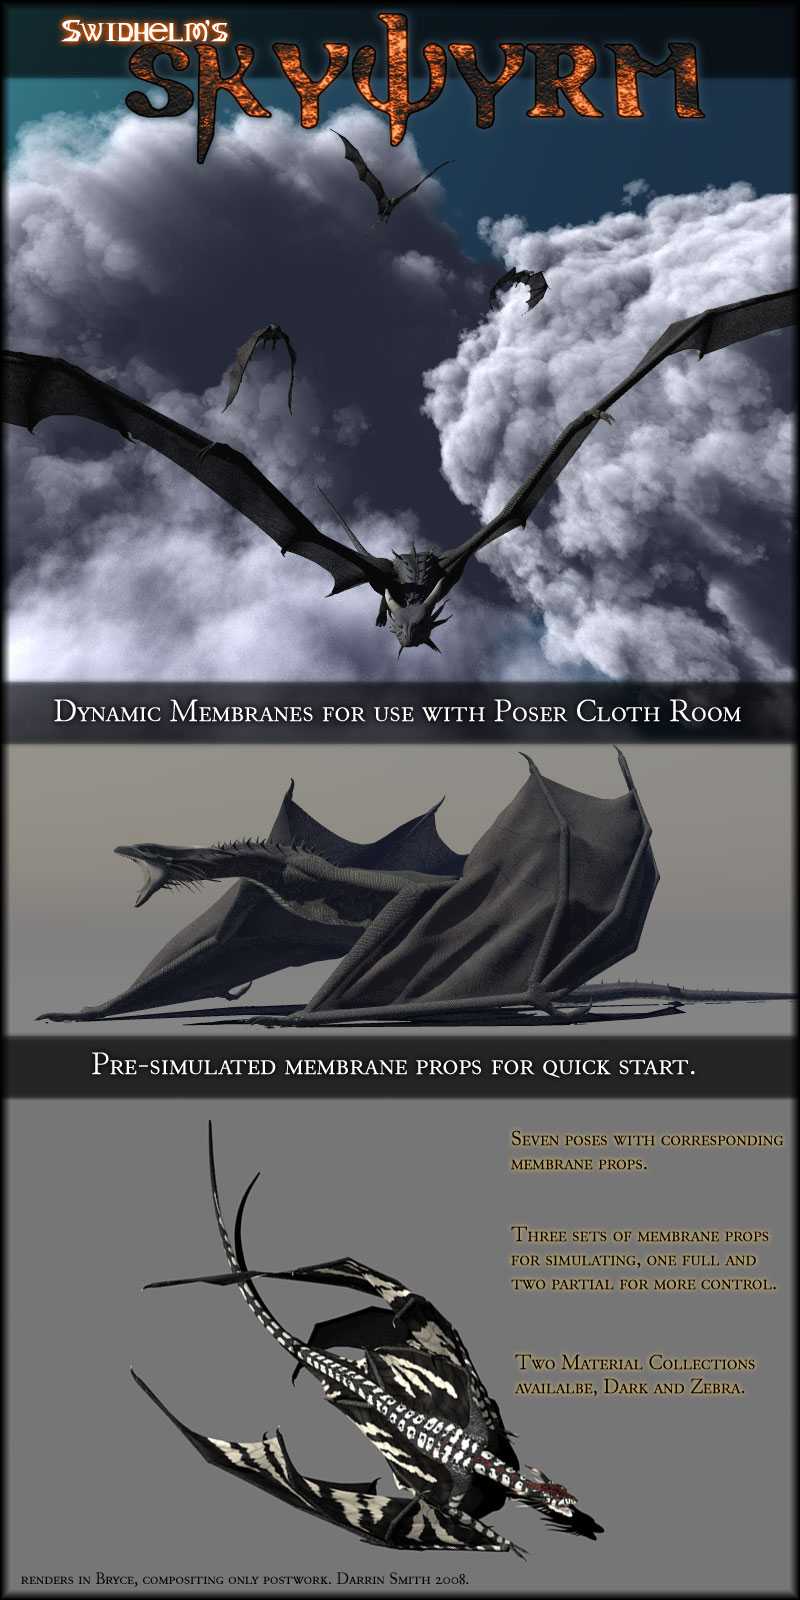 Swidhelm's
Skywyrm
Dynamic Membranes for use with Poser Cloth Room
Pre-simulated membrane props for quick start.
Seven poses with corresponding
membrane props.
Three sets of membrane props
for simulating, one full and
two partial for more control.
Two Material Collections
availalbe, Dark and Zebra.
renders in Bryce, compositing only postwork. Darrin Smith 2008.